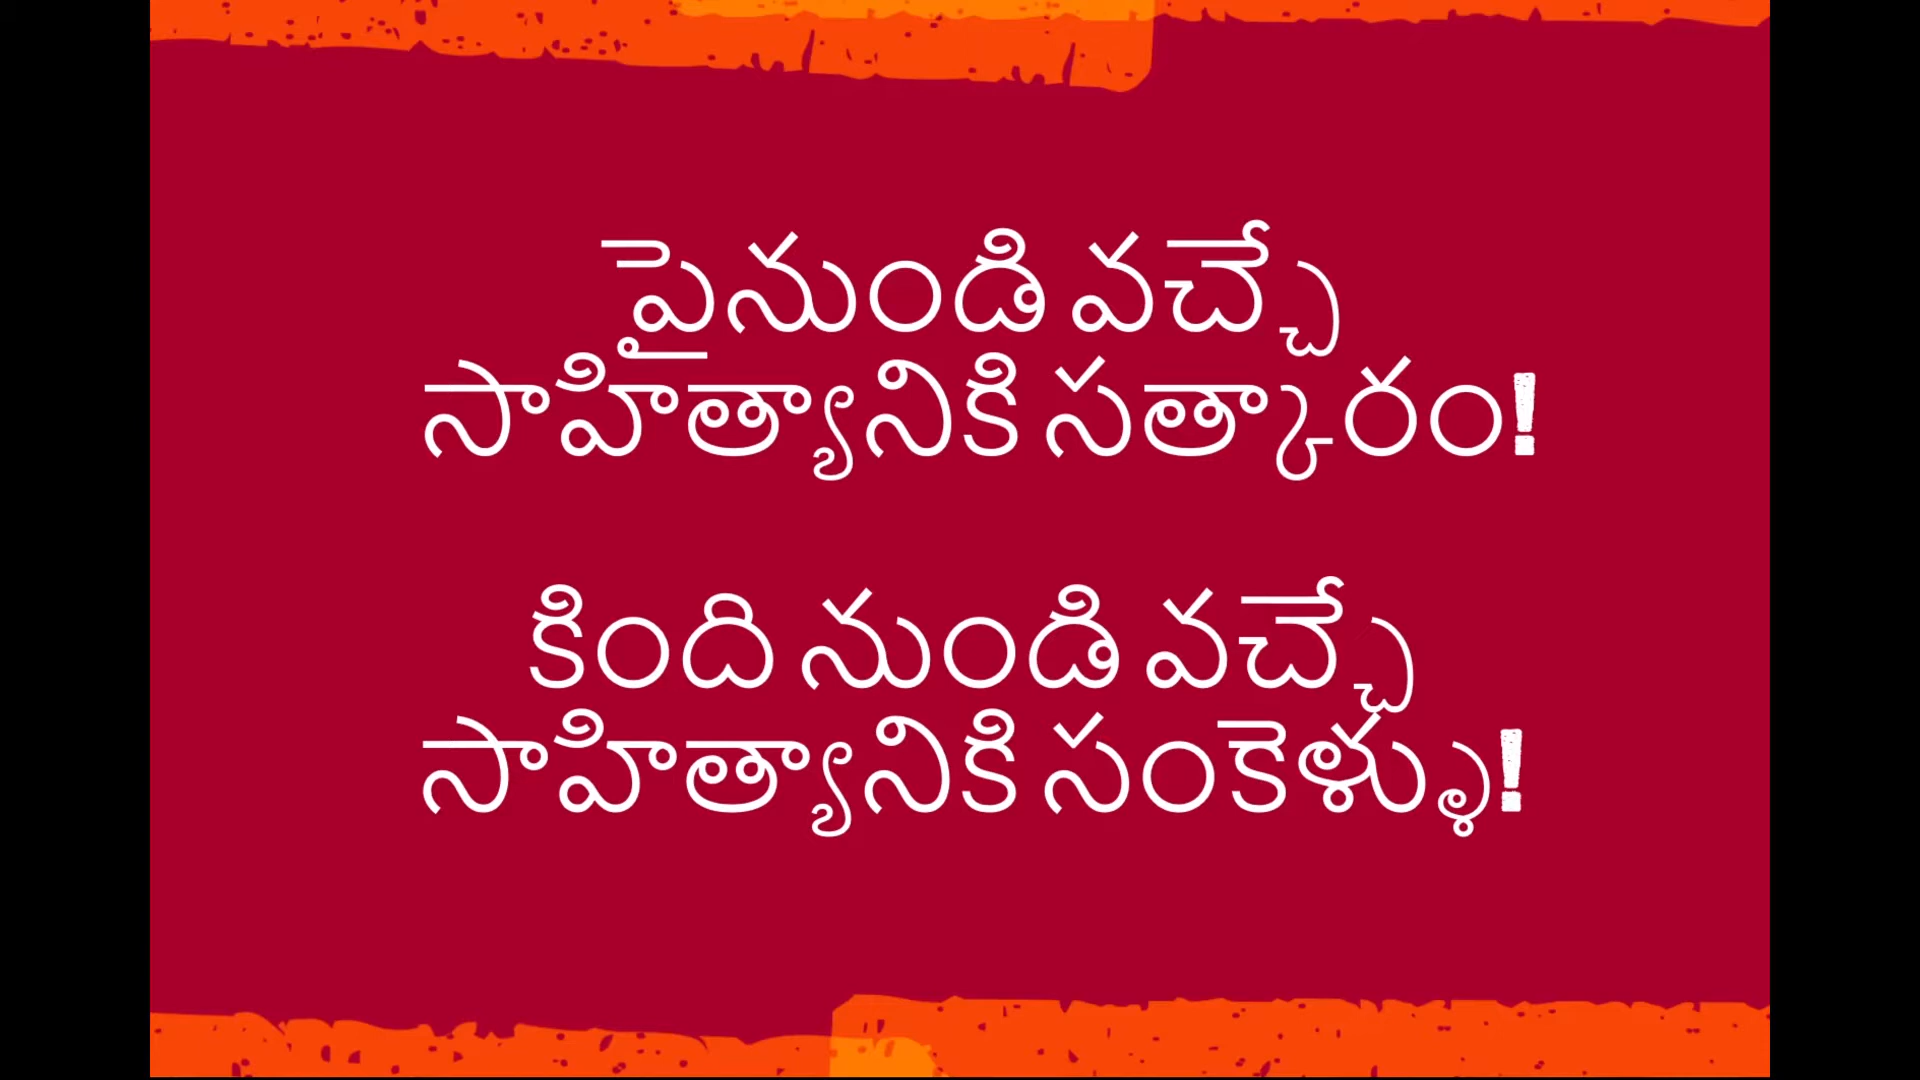 పైనుండి వచ్చే
సాహిత్యానికి సత్కారం!
కింది నుండి వచ్చే
సాహిత్యానికి సంకెళ్ళు!